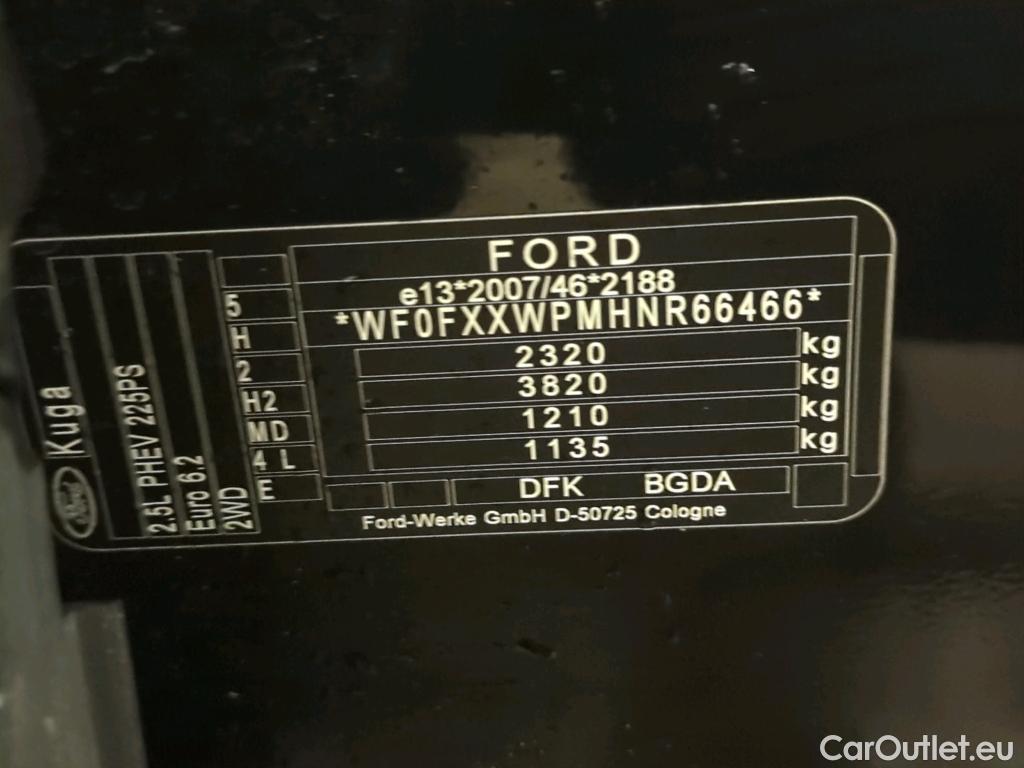 FORD
e13*2007/46*2188
*WF0FXXWPMHNR66466*
2320 kg
3820 kg
1210 kg
1135 kg
DFK BGDA
Ford-Werke GmbH D-50725 Cologne
5
H
2
H2
MD
4 L
E
Ford Kuga
2.5L PHEV 225PS
Euro 6.2
2WD
CarOutlet.eu